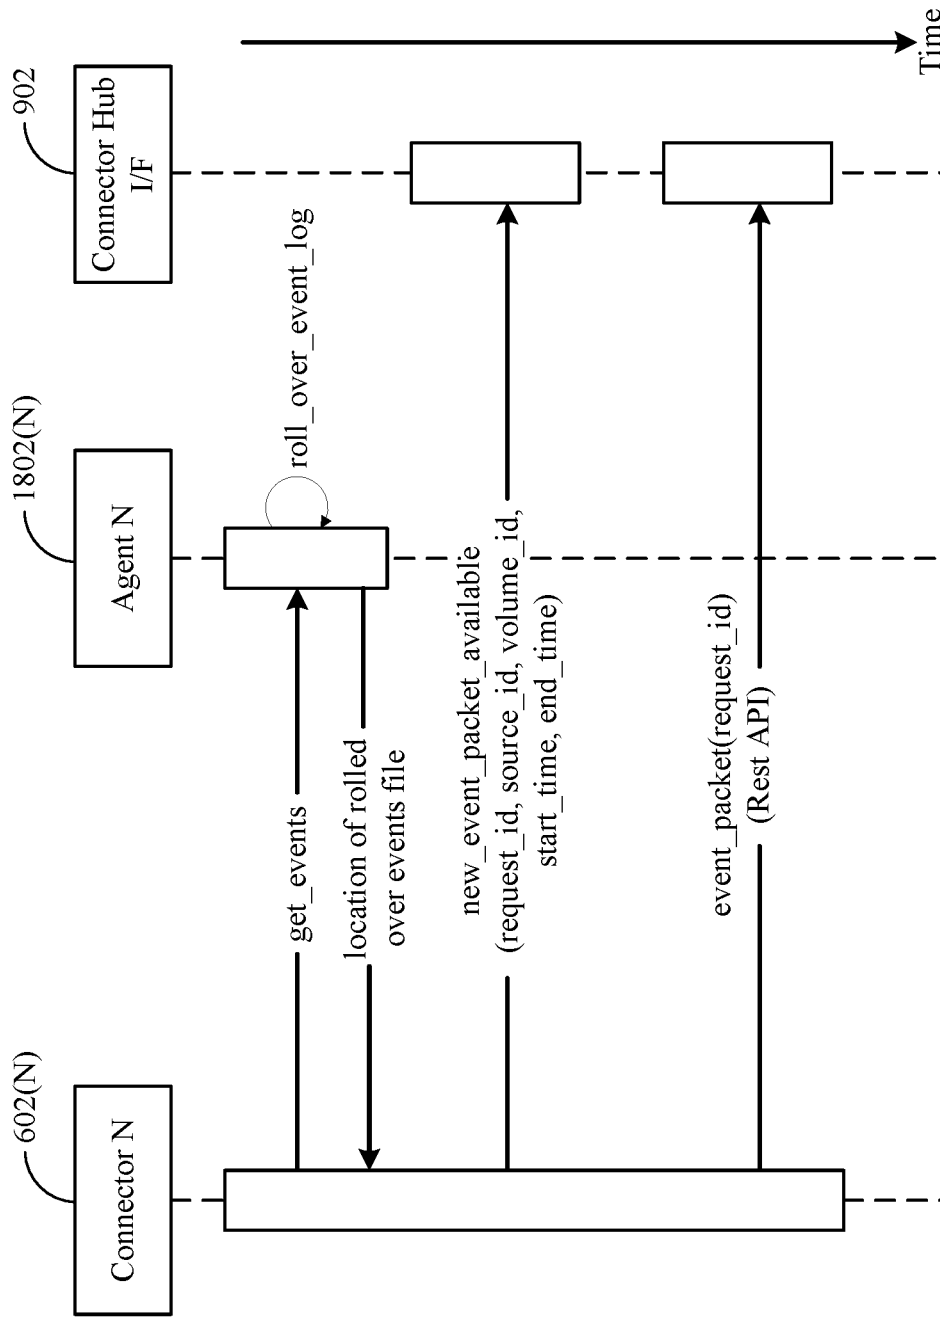 602(N)
1802(N)
902
Connector N
Agent N
Connector Hub
I/F
get_events
roll_over_event_log
location of rolled
over events file
new_event_packet_available
(request_id, source_id, volume_id,
start_time, end_time)
event_packet(request_id)
(Rest API)
Time